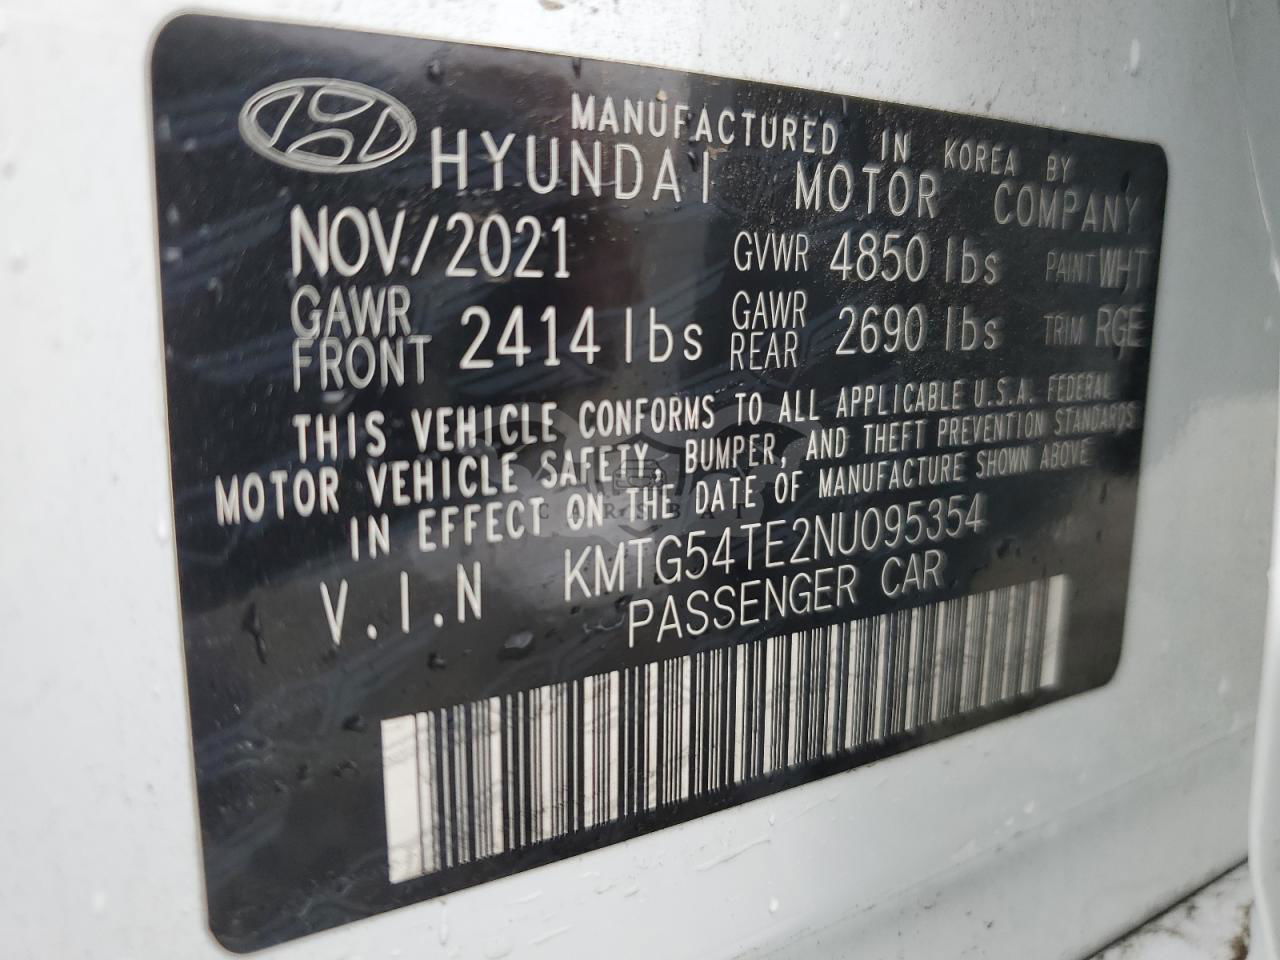 MANUFACTURED IN KOREA BY
HYUNDAI MOTOR COMPANY
NOV/2021 GVWR 4850 lbs PAINT WHT
GAWR FRONT 2414 lbs GAWR REAR 2690 lbs TRIM RGE
THIS VEHICLE CONFORMS TO ALL APPLICABLE U.S.A. FEDERAL
MOTOR VEHICLE SAFETY, BUMPER, AND THEFT PREVENTION STANDARDS
IN EFFECT ON THE DATE OF MANUFACTURE SHOWN ABOVE
V.I.N KMTG54TE2NU095354
PASSENGER CAR
CARSBAT